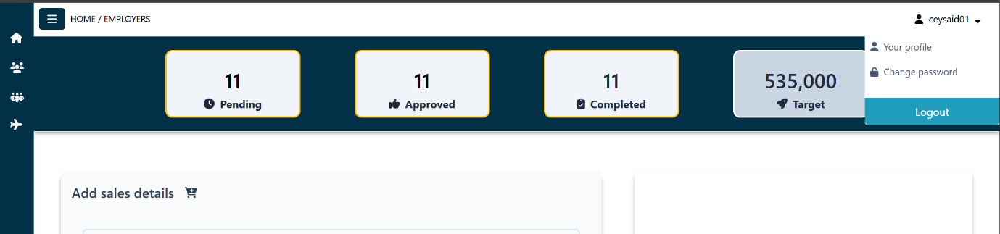 HOME / EMPLOYERS
ceysaid01
Your profile
Change password
Logout
11
Pending
11
Approved
11
Completed
535,000
Target
Add sales details